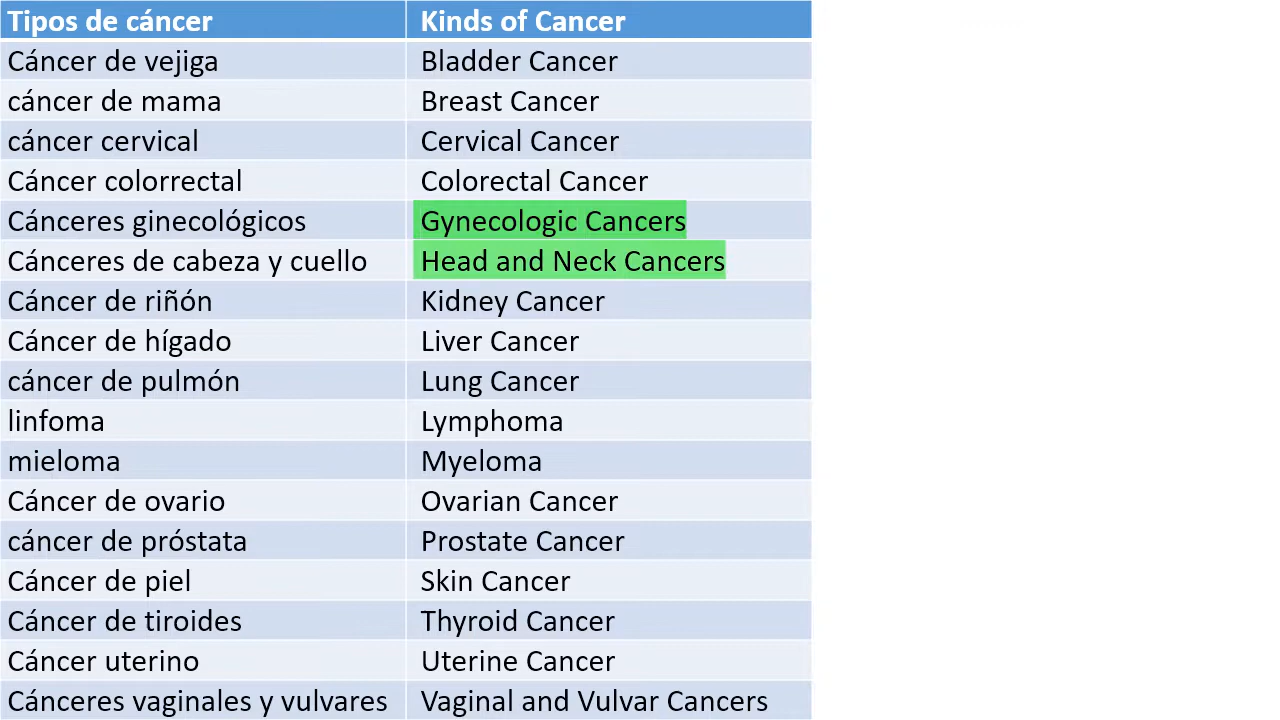 Tipos de cáncer Kinds of Cancer
Cáncer de vejiga Bladder Cancer
cáncer de mama Breast Cancer
cáncer cervical Cervical Cancer
Cáncer colorrectal Colorectal Cancer
Cánceres ginecológicos Gynecologic Cancers
Cánceres de cabeza y cuello Head and Neck Cancers
Cáncer de riñón Kidney Cancer
Cáncer de hígado Liver Cancer
cáncer de pulmón Lung Cancer
linfoma Lymphoma
mieloma Myeloma
Cáncer de ovario Ovarian Cancer
cáncer de próstata Prostate Cancer
Cáncer de piel Skin Cancer
Cáncer de tiroides Thyroid Cancer
Cáncer uterino Uterine Cancer
Cánceres vaginales y vulvares Vaginal and Vulvar Cancers